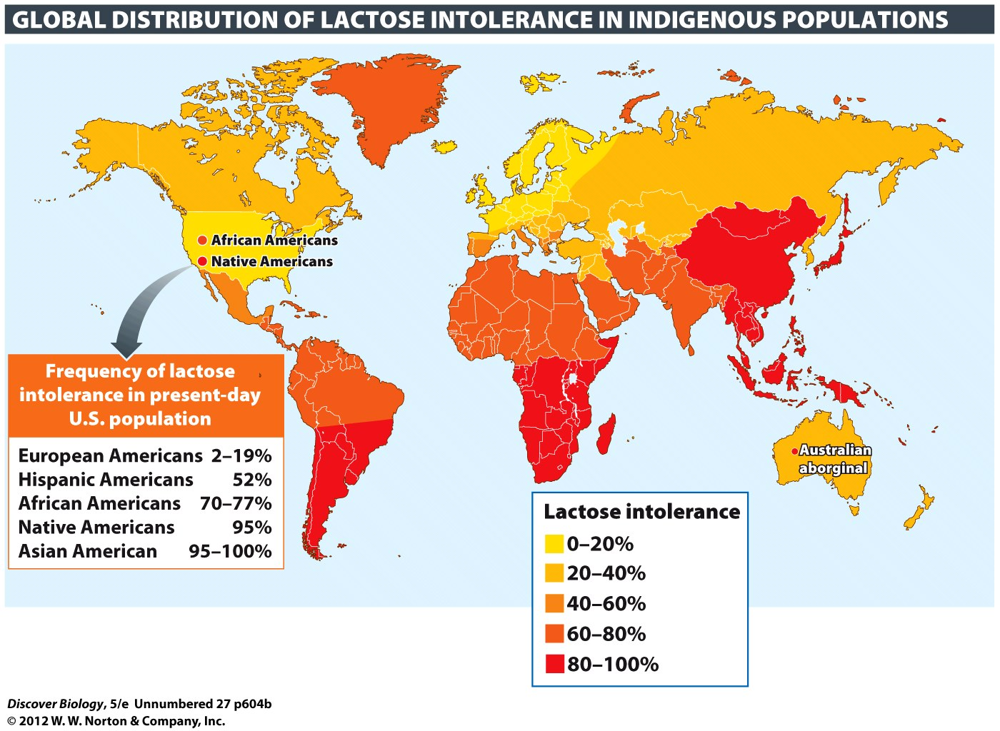 GLOBAL DISTRIBUTION OF LACTOSE INTOLERANCE IN INDIGENOUS POPULATIONS
African Americans
Native Americans
Frequency of lactose
intolerance in present-day
U.S. population
European Americans 2–19%
Hispanic Americans 52%
African Americans 70–77%
Native Americans 95%
Asian American 95–100%
Australian
aboriginal
Lactose intolerance
0–20%
20–40%
40–60%
60–80%
80–100%
Discover Biology, 5/e Unnumbered 27 p604b
© 2012 W. W. Norton & Company, Inc.